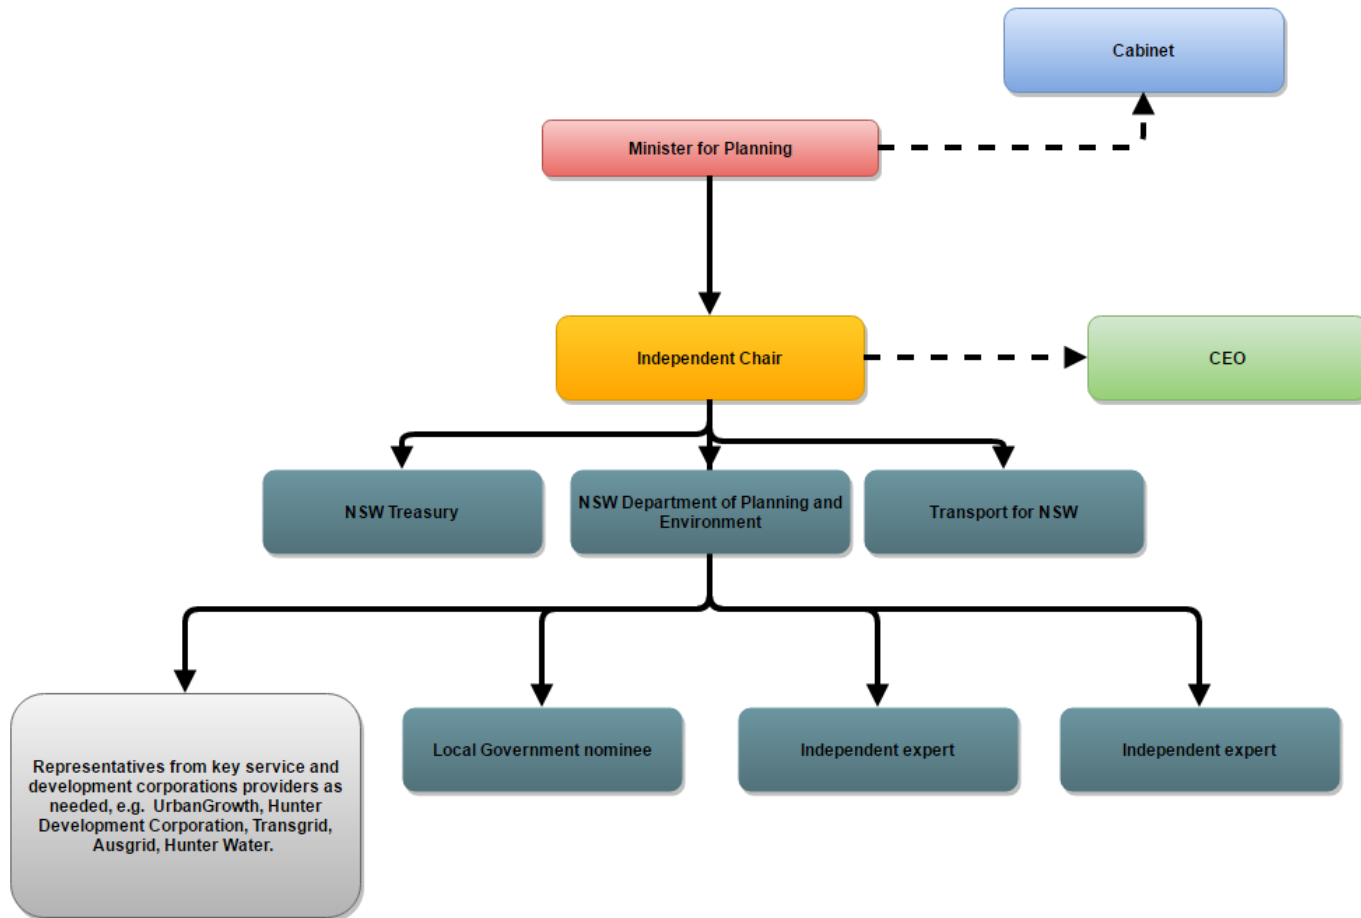 Cabinet
Minister for Planning
Independent Chair
CEO
NSW Treasury
NSW Department of Planning and
Environment
Transport for NSW
Representatives from key service and
development corporations providers as
needed, e.g.  UrbanGrowth, Hunter
Development Corporation, Transgrid,
Ausgrid, Hunter Water.
Local Government nominee
Independent expert
Independent expert